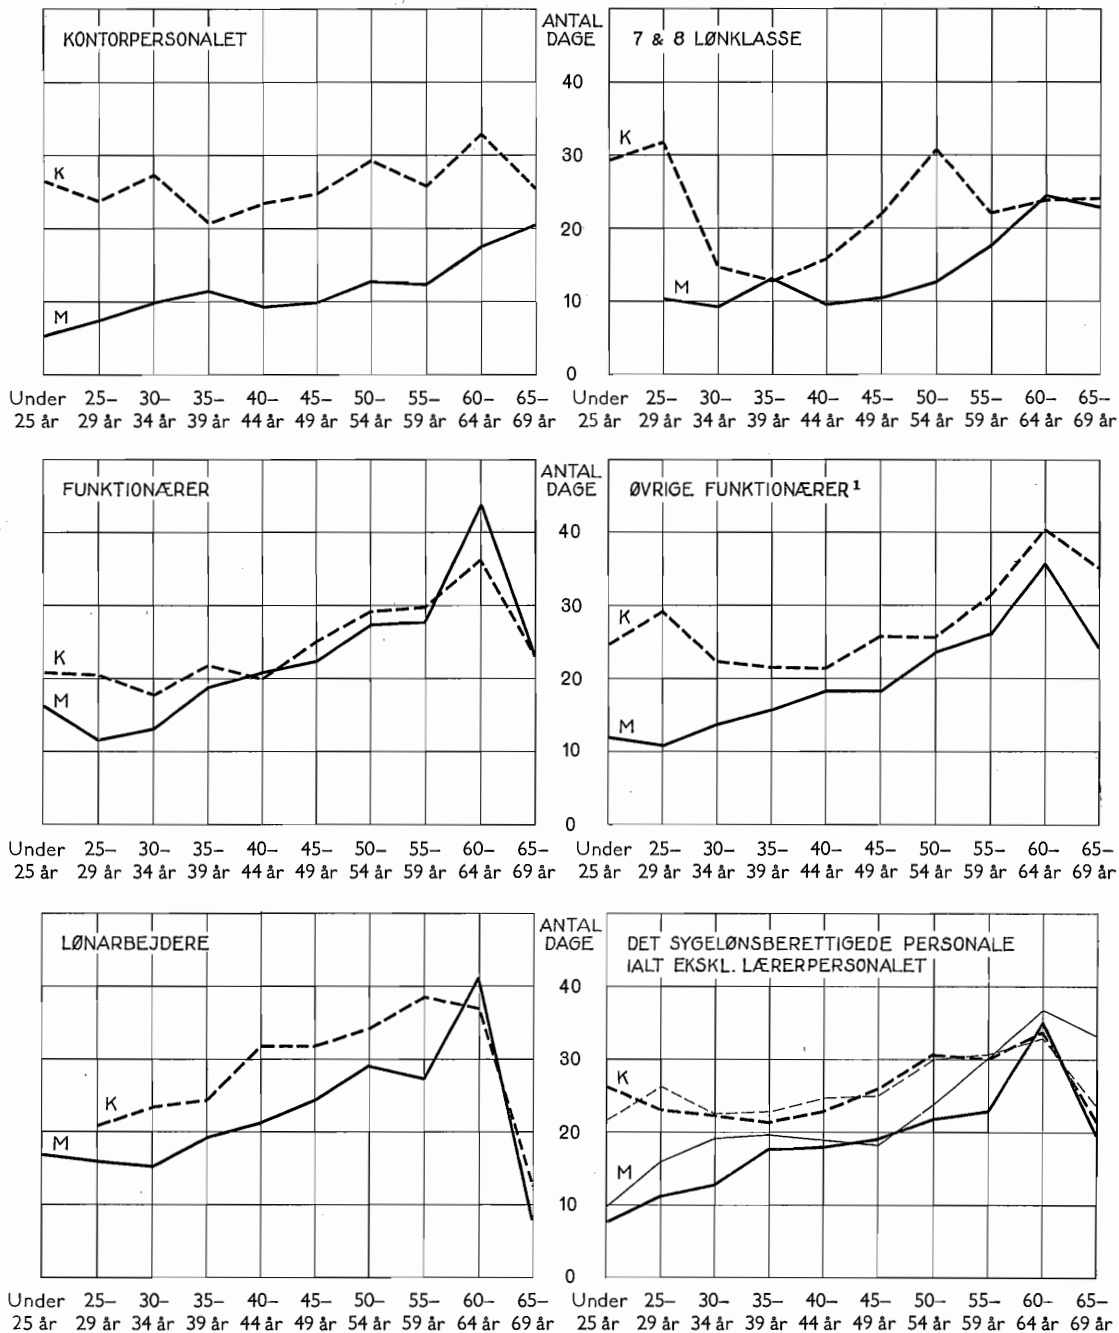 KONTORPERSONALET
ANTAL
DAGE
7 & 8 LØNKLASSE
40
30
20
10
0
K
M
K
M
Under 25– 30– 35– 40– 45– 50– 55– 60– 65–
25 år 29 år 34 år 39 år 44 år 49 år 54 år 59 år 64 år 69 år
Under 25– 30– 35– 40– 45– 50– 55– 60– 65–
25 år 29 år 34 år 39 år 44 år 49 år 54 år 59 år 64 år 69 år
FUNKTIONÆRER
ANTAL
DAGE
ØVRIGE FUNKTIONÆRER¹
40
30
20
10
0
K
M
K
M
Under 25– 30– 35– 40– 45– 50– 55– 60– 65–
25 år 29 år 34 år 39 år 44 år 49 år 54 år 59 år 64 år 69 år
Under 25– 30– 35– 40– 45– 50– 55– 60– 65–
25 år 29 år 34 år 39 år 44 år 49 år 54 år 59 år 64 år 69 år
LØNARBEJDERE
ANTAL
DAGE
DET SYGELØNSBERETTIGEDE PERSONALE
IALT EKSKL. LÆRERPERSONALET
40
30
20
10
0
K
M
K
M
Under 25– 30– 35– 40– 45– 50– 55– 60– 65–
25 år 29 år 34 år 39 år 44 år 49 år 54 år 59 år 64 år 69 år
Under 25– 30– 35– 40– 45– 50– 55– 60– 65–
25 år 29 år 34 år 39 år 44 år 49 år 54 år 59 år 64 år 69 år